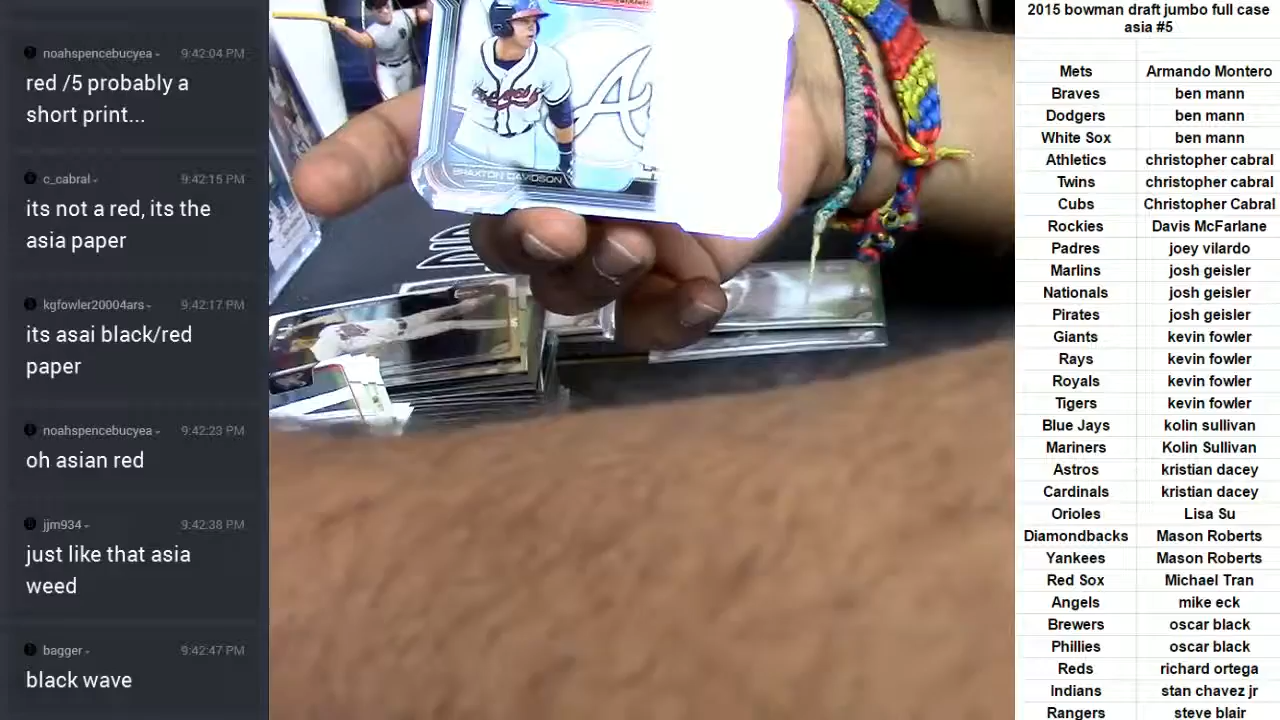 noahspencebucyea 9:42:04 PM
red /5 probably a
short print...
c_cabral 9:42:15 PM
its not a red, its the
asia paper
kgfowler20004ars 9:42:17 PM
its asai black/red
paper
noahspencebucyea 9:42:23 PM
oh asian red
jjm934 9:42:38 PM
just like that asia
weed
bagger 9:42:47 PM
black wave
Braves
BRAXTON DAVIDSON
2015 bowman draft jumbo full case
asia #5
Mets Armando Montero
Braves ben mann
Dodgers ben mann
White Sox ben mann
Athletics christopher cabral
Twins christopher cabral
Cubs Christopher Cabral
Rockies Davis McFarlane
Padres joey vilardo
Marlins josh geisler
Nationals josh geisler
Pirates josh geisler
Giants kevin fowler
Rays kevin fowler
Royals kevin fowler
Tigers kevin fowler
Blue Jays kolin sullivan
Mariners Kolin Sullivan
Astros kristian dacey
Cardinals kristian dacey
Orioles Lisa Su
Diamondbacks Mason Roberts
Yankees Mason Roberts
Red Sox Michael Tran
Angels mike eck
Brewers oscar black
Phillies oscar black
Reds richard ortega
Indians stan chavez jr
Rangers steve blair